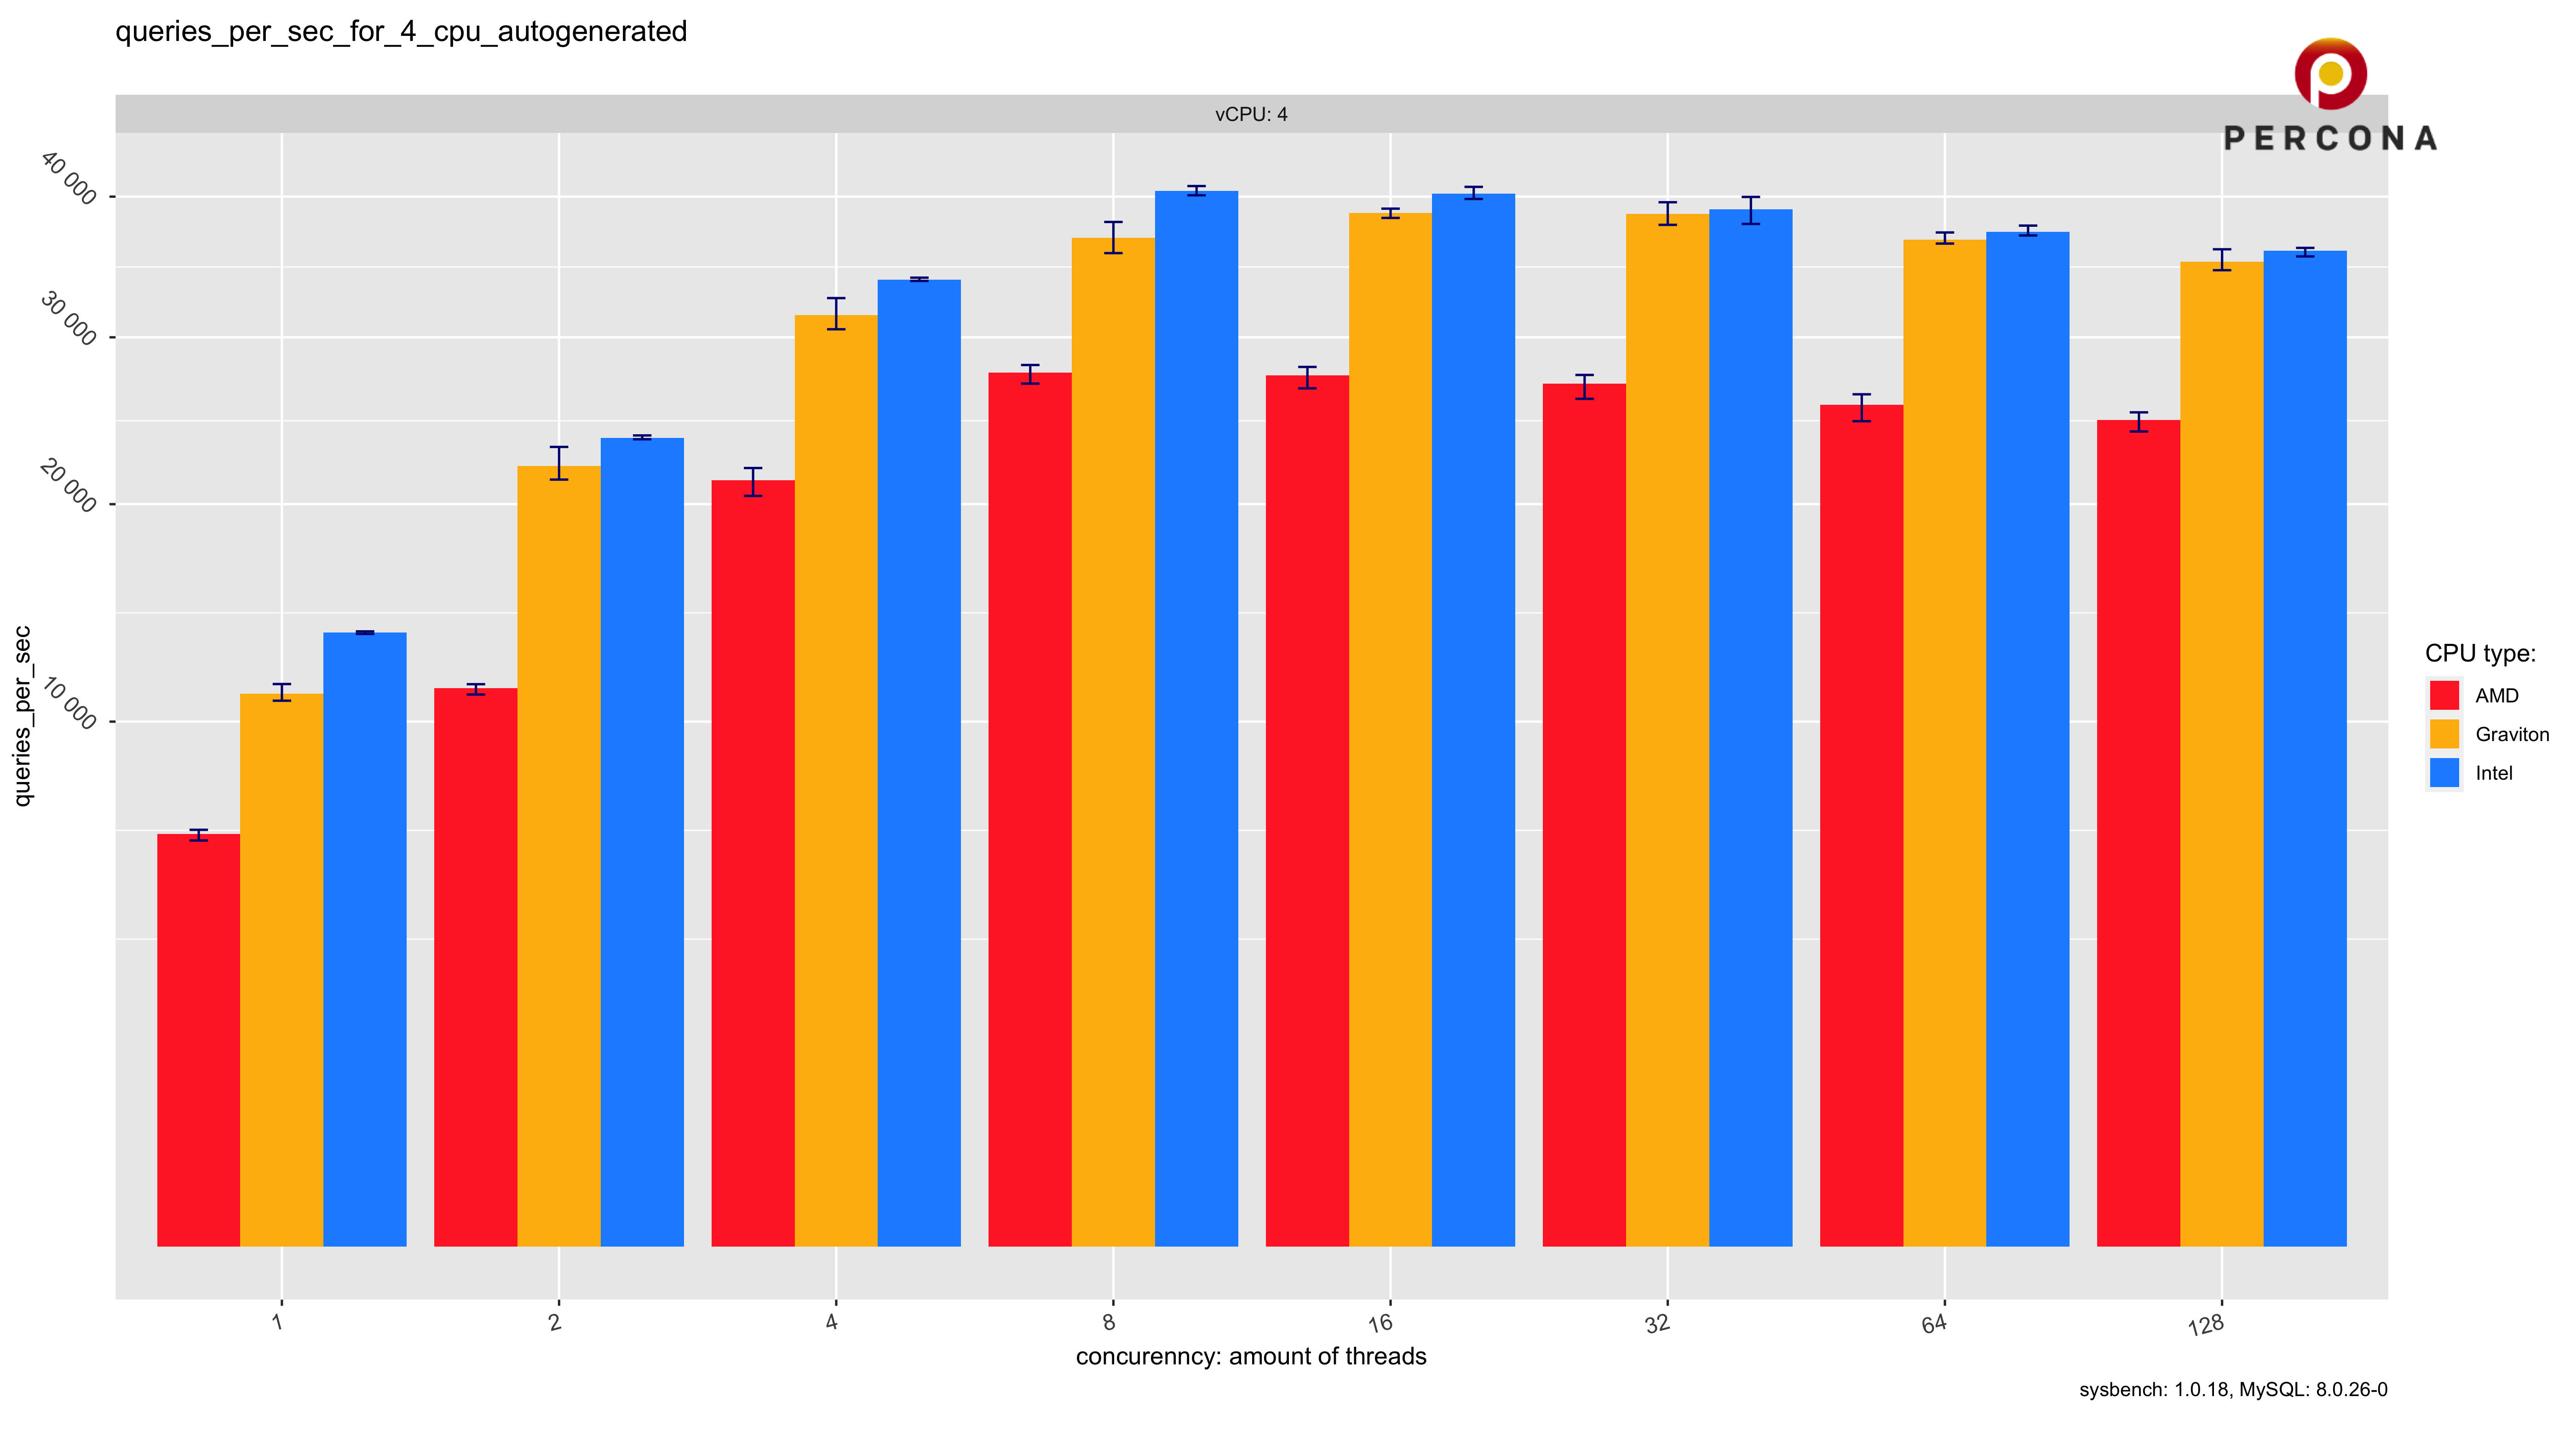 queries_per_sec_for_4_cpu_autogenerated
PERCONA
vCPU: 4
40 000
30 000
20 000
10 000
queries_per_sec
1
2
4
8
16
32
64
128
concurenncy: amount of threads
CPU type:
AMD
Graviton
Intel
sysbench: 1.0.18, MySQL: 8.0.26-0